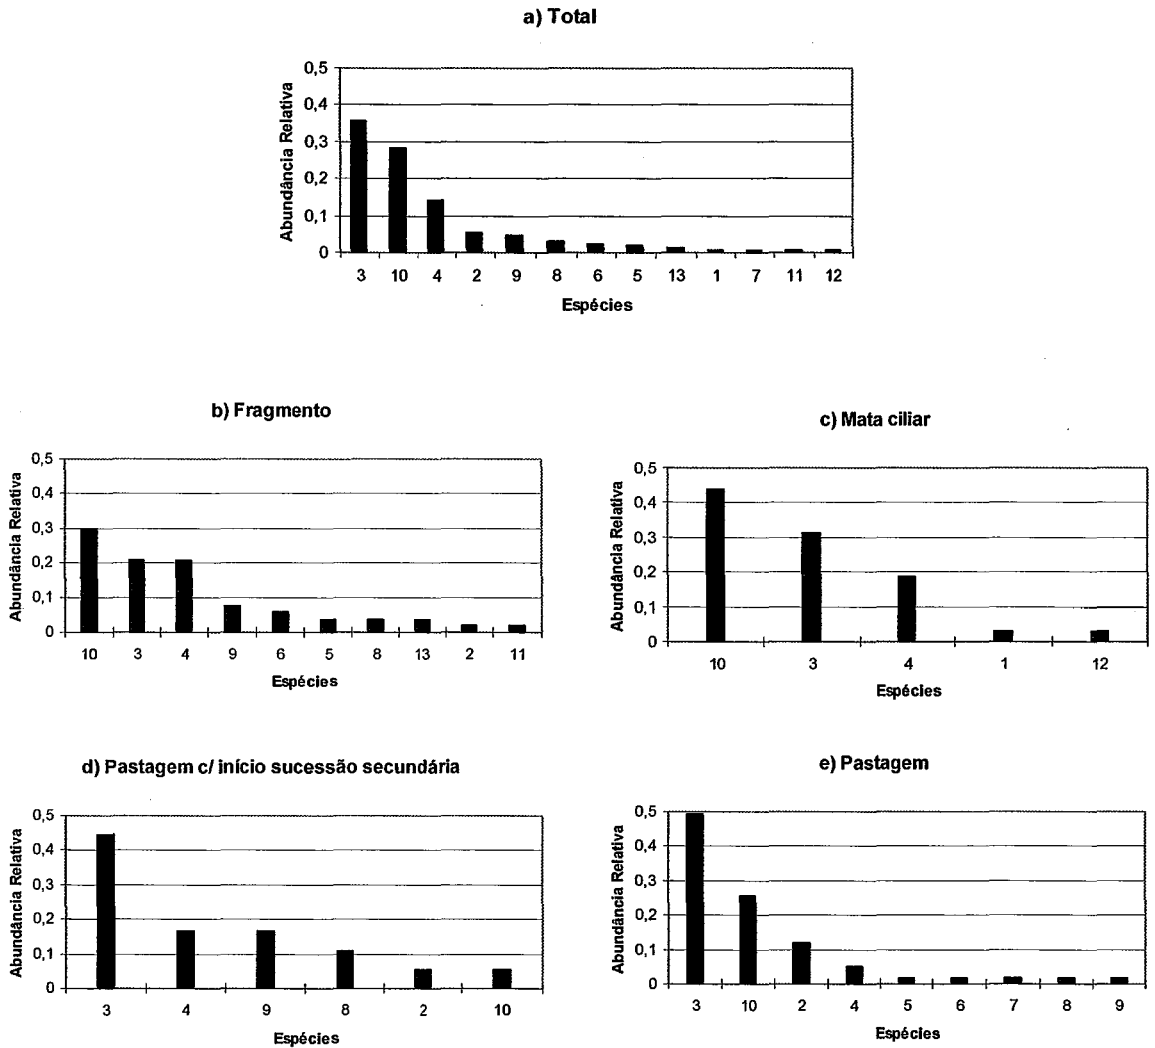 a) Total
Abundância Relativa
0,5
0,4
0,3
0,2
0,1
0
3 10 4 2 9 8 6 5 13 1 7 11 12
Espécies
b) Fragmento
Abundância Relativa
0,5
0,4
0,3
0,2
0,1
0
10 3 4 9 6 5 8 13 2 11
Espécies
c) Mata ciliar
Abundância Relativa
0,5
0,4
0,3
0,2
0,1
0
10 3 4 1 12
Espécies
d) Pastagem c/ início sucessão secundária
Abundância Relativa
0,5
0,4
0,3
0,2
0,1
0
3 4 9 8 2 10
Espécies
e) Pastagem
Abundância Relativa
0,5
0,4
0,3
0,2
0,1
0
3 10 2 4 5 6 7 8 9
Espécies